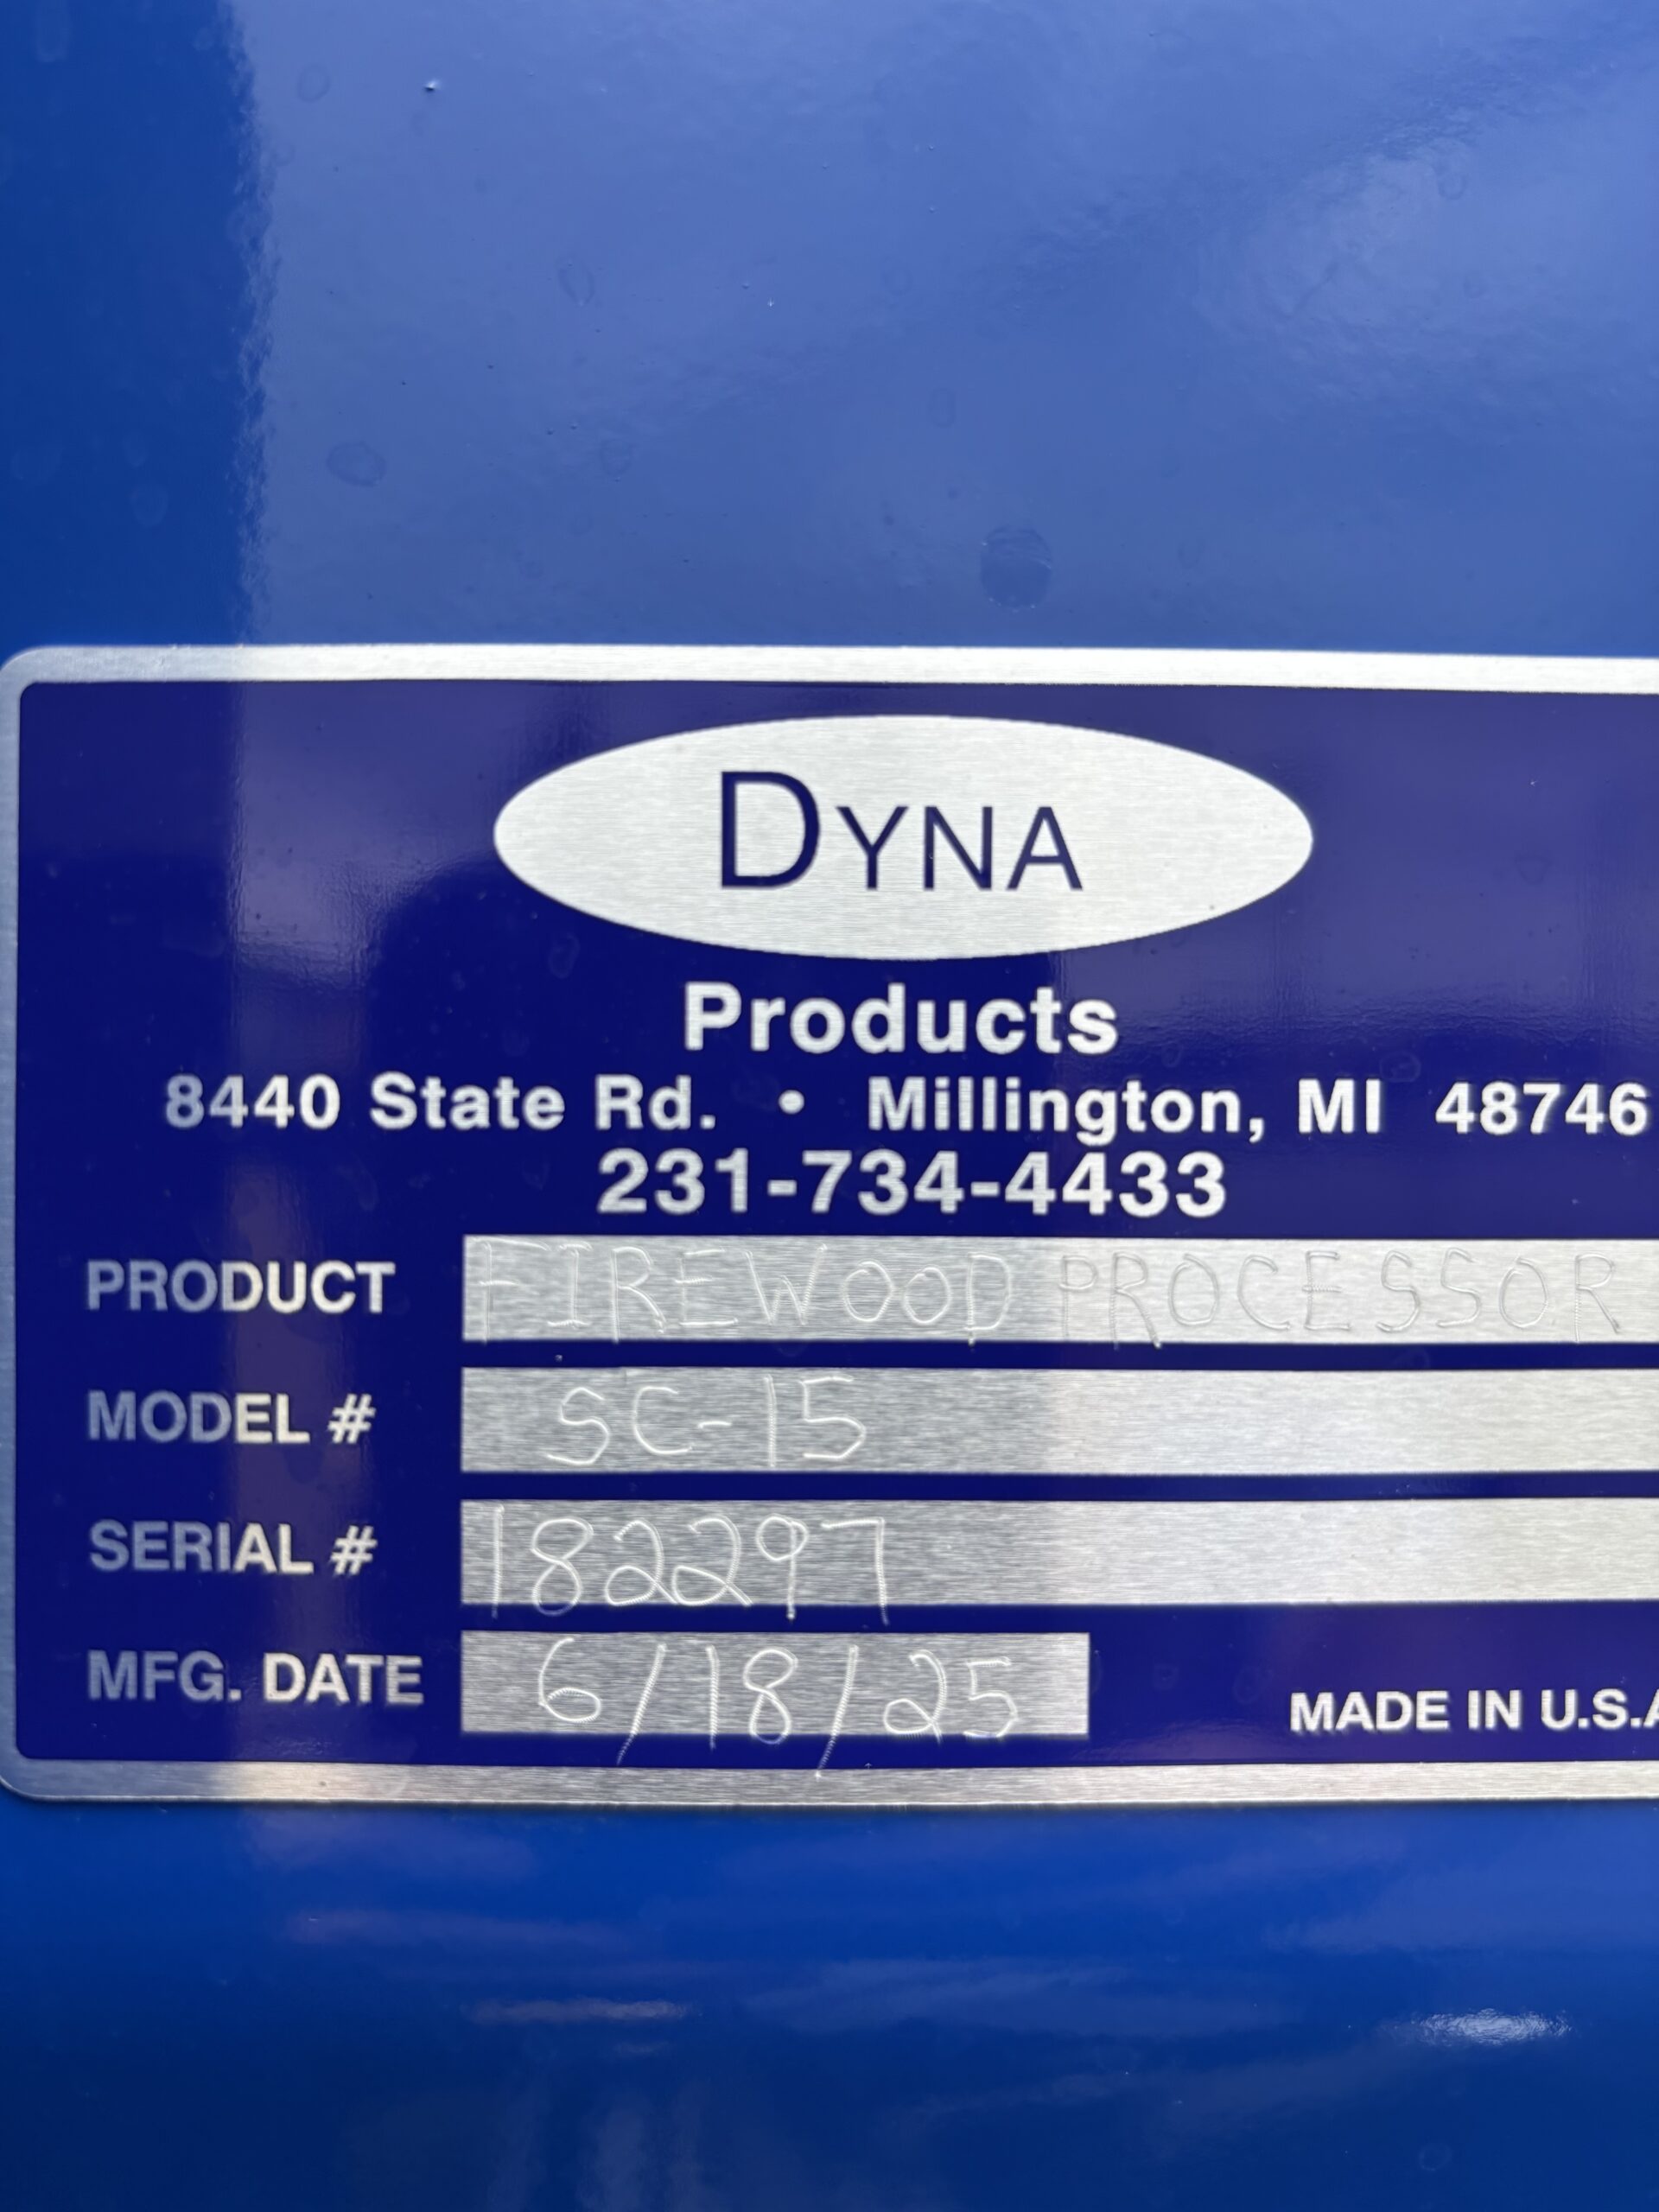 DYNA
Products
8440 State Rd. • Millington, MI 48746
231-734-4433
PRODUCT FIREWOOD PROCESSOR
MODEL # SC-15
SERIAL # 182297
MFG. DATE 6/18/25
MADE IN U.S.A